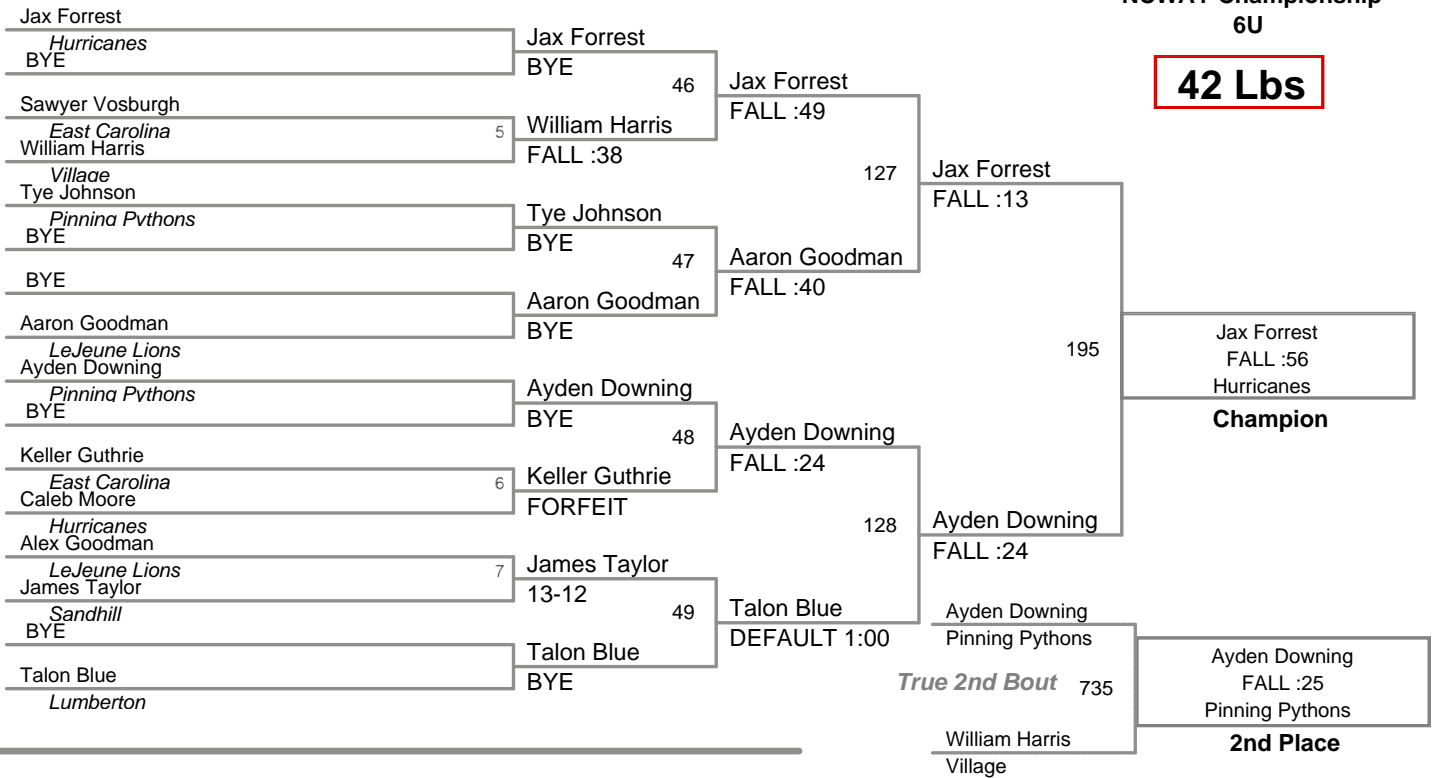 NCWAY Championship
6U
42 Lbs
Jax Forrest
Hurricanes
BYE
Sawyer Vosburgh
East Carolina
William Harris
Village
Tye Johnson
Pinning Pythons
BYE
BYE
Aaron Goodman
LeJeune Lions
Ayden Downing
Pinning Pythons
BYE
Keller Guthrie
East Carolina
Caleb Moore
Hurricanes
Alex Goodman
LeJeune Lions
James Taylor
Sandhill
BYE
Talon Blue
Lumberton
5
6
7
Jax Forrest
BYE
46
William Harris
FALL :38
Tye Johnson
BYE
47
Aaron Goodman
BYE
Ayden Downing
BYE
48
Keller Guthrie
FORFEIT
James Taylor
13-12
49
Talon Blue
BYE
Jax Forrest
FALL :49
127
Aaron Goodman
FALL :40
Ayden Downing
FALL :24
128
Talon Blue
DEFAULT 1:00
Jax Forrest
FALL :13
195
Ayden Downing
FALL :24
Jax Forrest
FALL :56
Hurricanes
Champion
Ayden Downing
Pinning Pythons
True 2nd Bout 735
William Harris
Village
Ayden Downing
FALL :25
Pinning Pythons
2nd Place